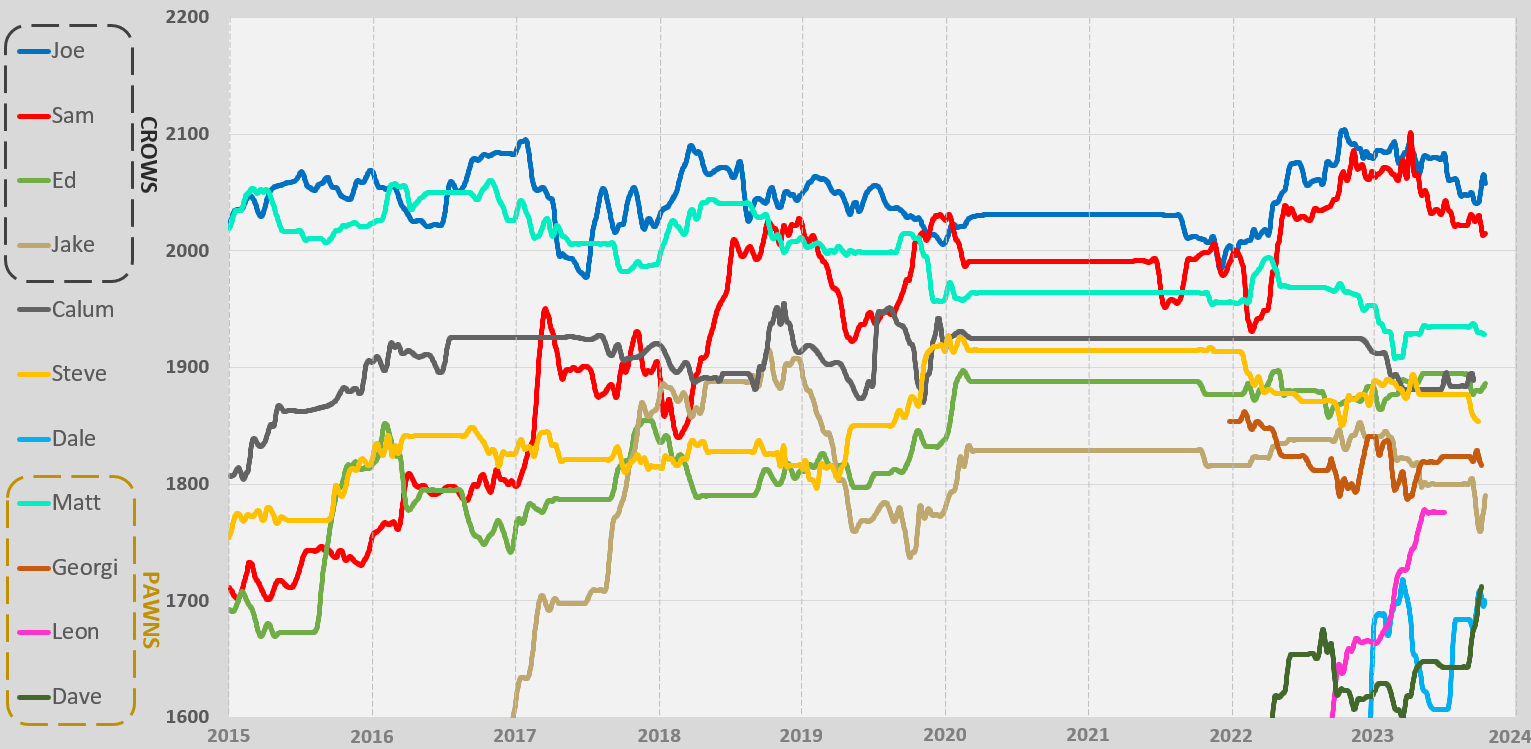 2200
2100
2000
1900
1800
1700
1600
2015
2016
2017
2018
2019
2020
2021
2022
2023
2024
Joe
Sam
Ed
Jake
CROWS
Calum
Steve
Dale
Matt
Georgi
Leon
Dave
PAWNS